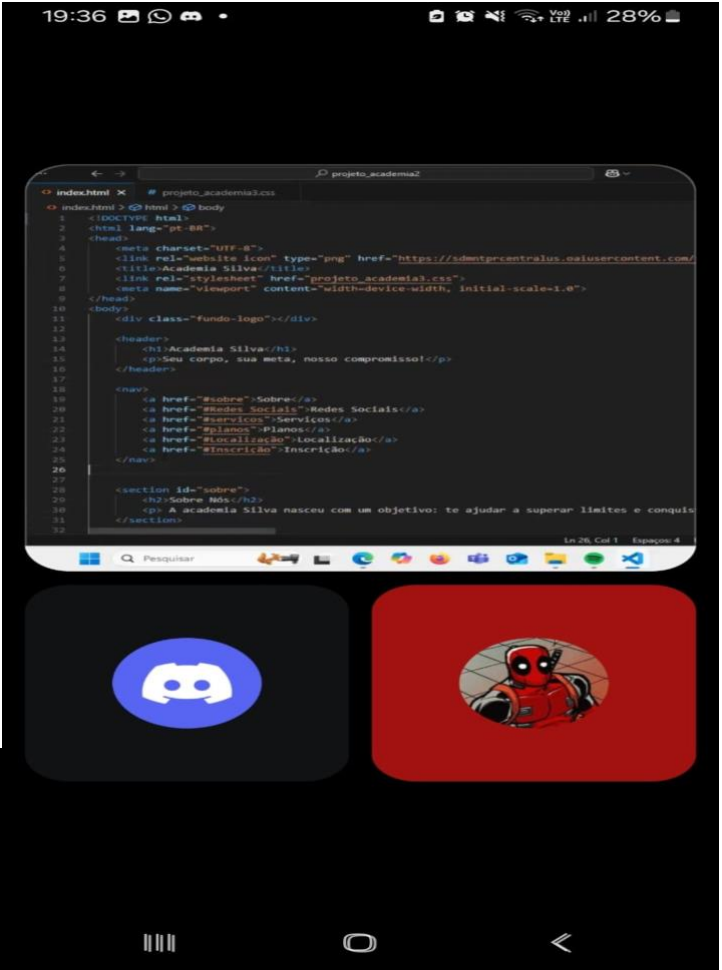 19:36
Vo))
LTE
28%
projeto_academia2
index.html
# projeto_academia3.css
index.html > html > body
1 <!DOCTYPE html>
2 <html lang="pt-BR">
3 <head>
4 <meta charset="UTF-8">
5 <link rel="website icon" type="png" href="https://sdmntprcentralus.oaiusercontent.com/
6 <title>Academia Silva</title>
7 <link rel="stylesheet" href="projeto_academia3.css">
8 <meta name="viewport" content="width=device-width, initial-scale=1.0">
9 </head>
10 <body>
11 <div class="fundo-logo"></div>
12
13 <header>
14 <h1>Academia Silva</h1>
15 <p>Seu corpo, sua meta, nosso compromisso!</p>
16 </header>
17
18 <nav>
19 <a href="#sobre">Sobre</a>
20 <a href="#Redes Sociais">Redes Sociais</a>
21 <a href="#servicos">Serviços</a>
22 <a href="#planos">Planos</a>
23 <a href="#Localização">Localização</a>
24 <a href="#Inscrição">Inscrição</a>
25 </nav>
26
27
28 <section id="sobre">
29 <h2>Sobre Nós</h2>
30 <p> A academia Silva nasceu com um objetivo: te ajudar a superar limites e conquis
31 </section>
32
Ln 26, Col 1 Espaços: 4
Pesquisar